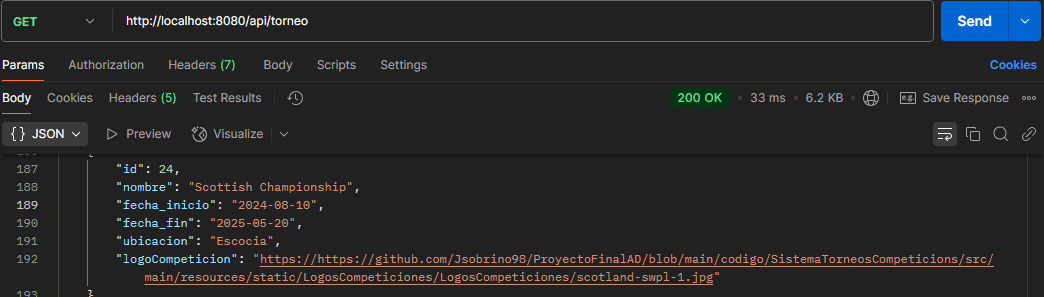 GET http://localhost:8080/api/torneo Send
Params Authorization Headers (7) Body Scripts Settings Cookies
Body Cookies Headers (5) Test Results 200 OK • 33 ms • 6.2 KB • e.g. Save Response
{} JSON Preview Visualize
187 "id": 24,
188 "nombre": "Scottish Championship",
189 "fecha_inicio": "2024-08-10",
190 "fecha_fin": "2025-05-20",
191 "ubicacion": "Escocia",
192 "logoCompeticion": "https://https://github.com/Jsobrino98/ProyectoFinalAD/blob/main/codigo/SistemaTorneosCompeticions/src/
main/resources/static/LogosCompeticiones/LogosCompeticiones/scotland-swpl-1.jpg"
193 }